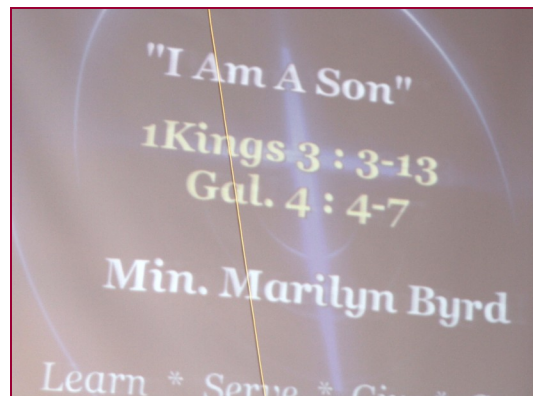 "I Am A Son"
1Kings 3 : 3-13
Gal. 4 : 4-7
Min. Marilyn Byrd
Learn * Serve *